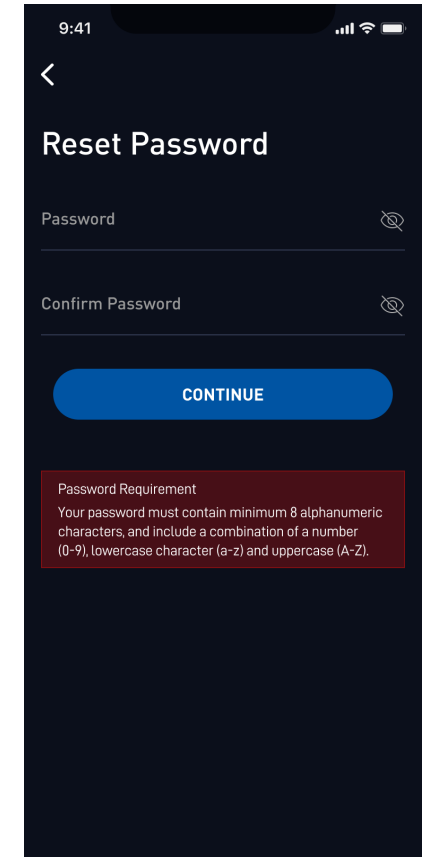 9:41
Reset Password
Password
Confirm Password
CONTINUE
Password Requirement
Your password must contain minimum 8 alphanumeric
characters, and include a combination of a number
(0-9), lowercase character (a-z) and uppercase (A-Z).